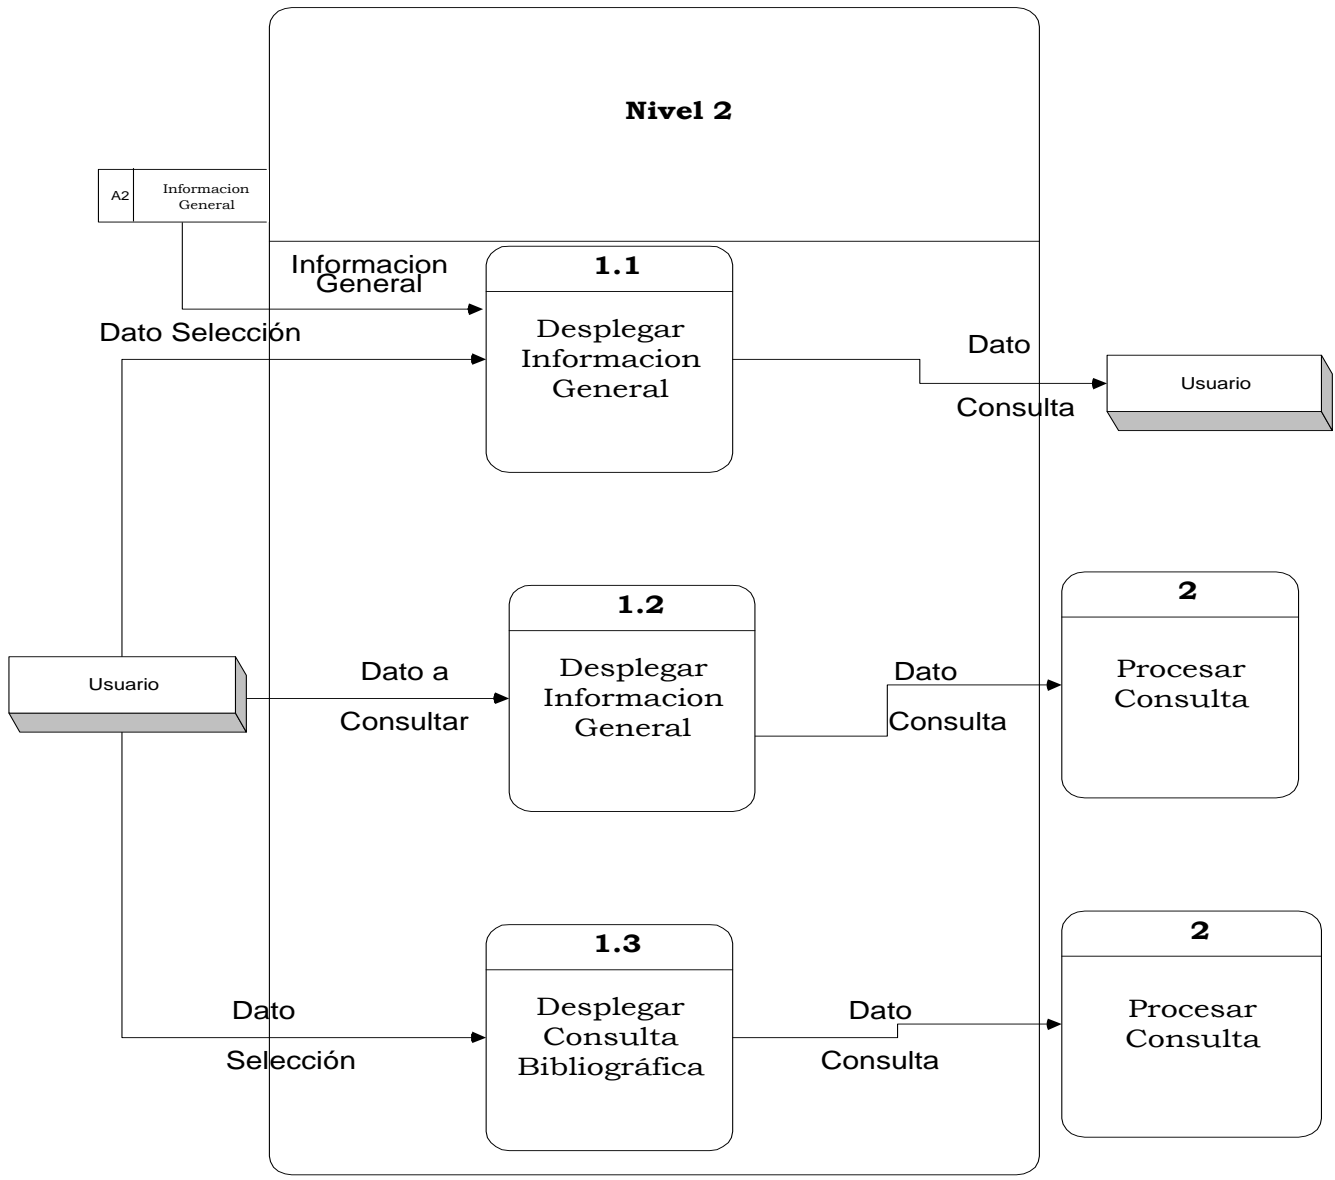 Nivel 2
A2
Informacion
General
Informacion
General
1.1
Desplegar
Informacion
General
Dato Selección
Dato
Consulta
Usuario
Usuario
Dato a
Consultar
1.2
Desplegar
Informacion
General
Dato
Consulta
2
Procesar
Consulta
Dato
Selección
1.3
Desplegar
Consulta
Bibliográfica
Dato
Consulta
2
Procesar
Consulta